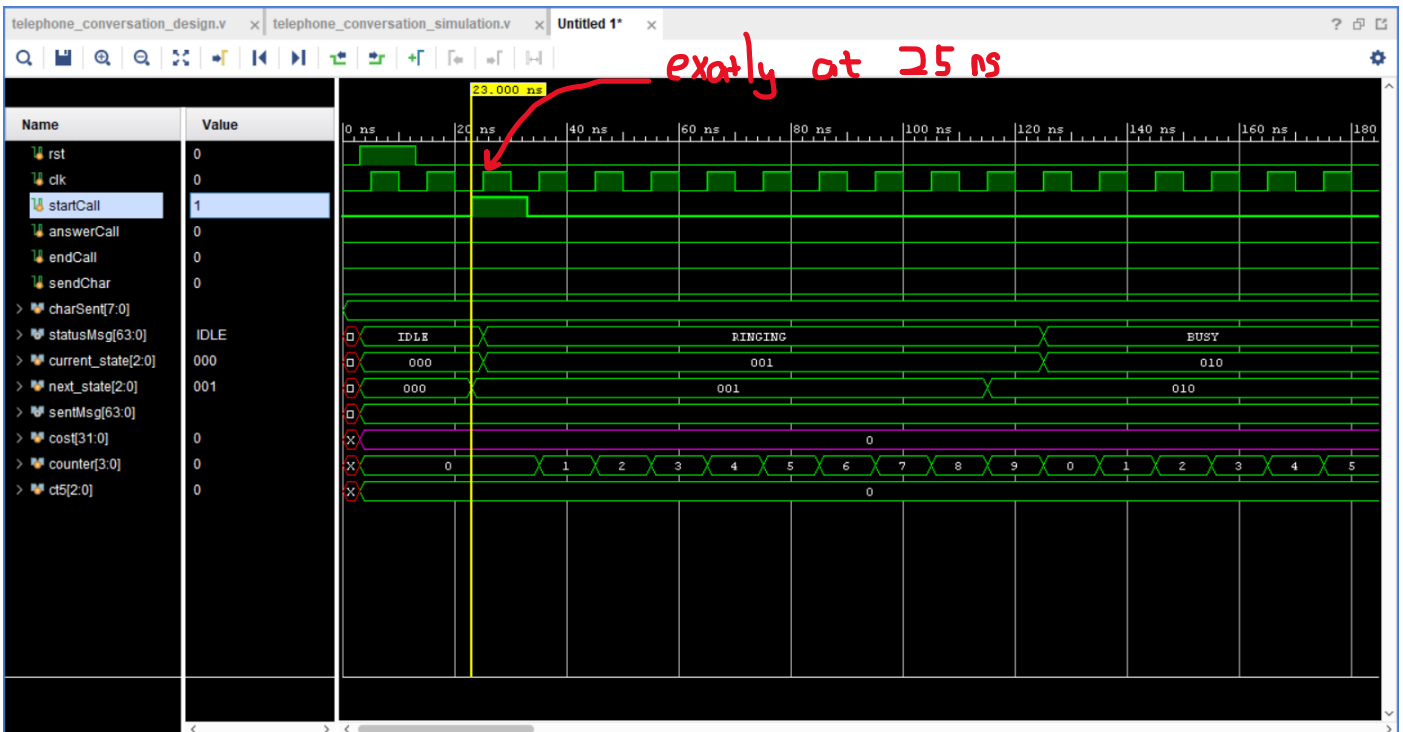 telephone_conversation_design.v × telephone_conversation_simulation.v × Untitled 1* × ?
exatly at 25 ns
23.000 ns
Name Value
0 ns 20 ns 40 ns 60 ns 80 ns 100 ns 120 ns 140 ns 160 ns 180
rst 0
clk 0
startCall 1
answerCall 0
endCall 0
sendChar 0
> charSent[7:0]
> statusMsg[63:0] IDLE IDLE RINGING BUSY
> current_state[2:0] 000 000 001 010
> next_state[2:0] 001 000 001 010
> sentMsg[63:0]
> cost[31:0] 0 X 0
> counter[3:0] 0 X 0 1 2 3 4 5 6 7 8 9 0 1 2 3 4 5
> ct5[2:0] 0 X 0